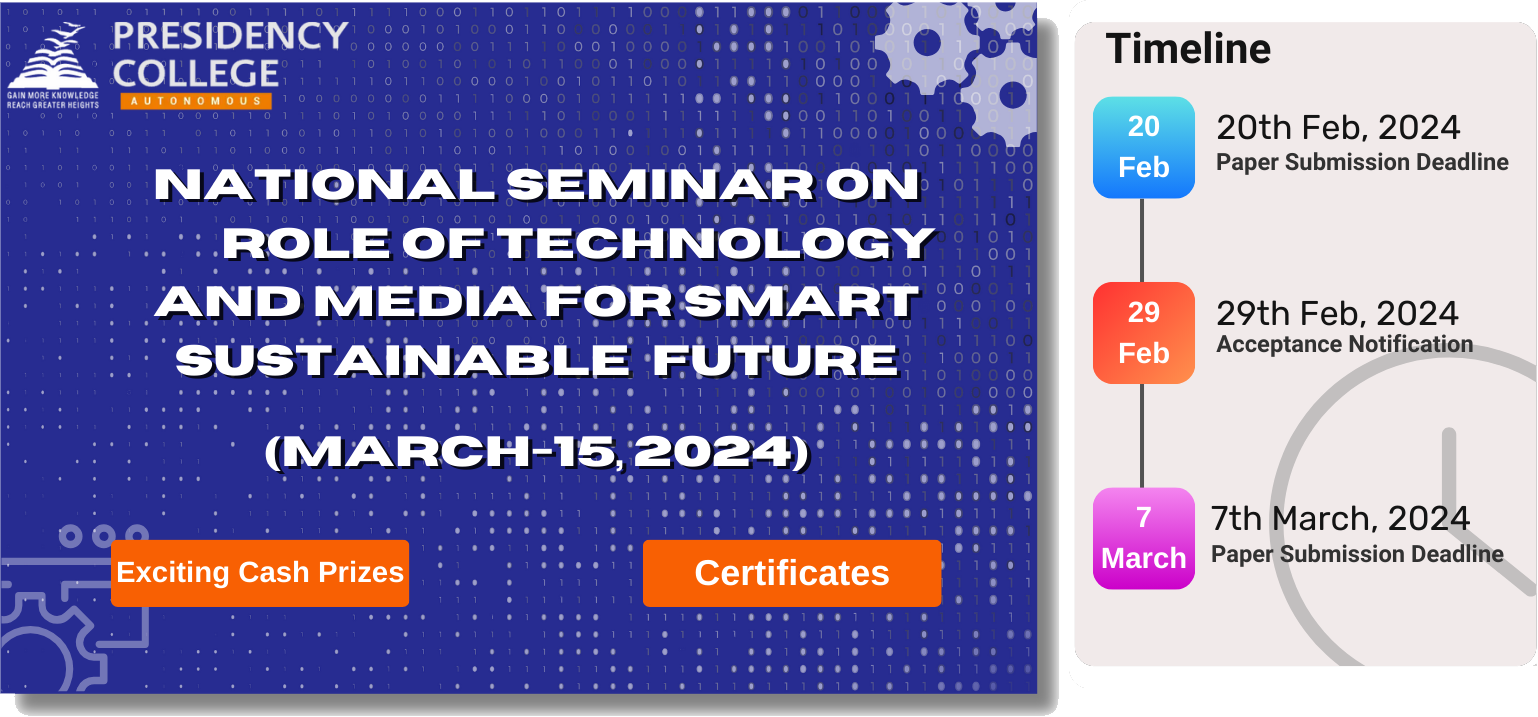 PRESIDENCY
COLLEGE
GAIN MORE KNOWLEDGE
REACH GREATER HEIGHTS
AUTONOMOUS
NATIONAL SEMINAR ON
ROLE OF TECHNOLOGY
AND MEDIA FOR SMART
SUSTAINABLE FUTURE
(MARCH-15, 2024)
Exciting Cash Prizes
Certificates
Timeline
20
Feb
20th Feb, 2024
Paper Submission Deadline
29
Feb
29th Feb, 2024
Acceptance Notification
7
March
7th March, 2024
Paper Submission Deadline